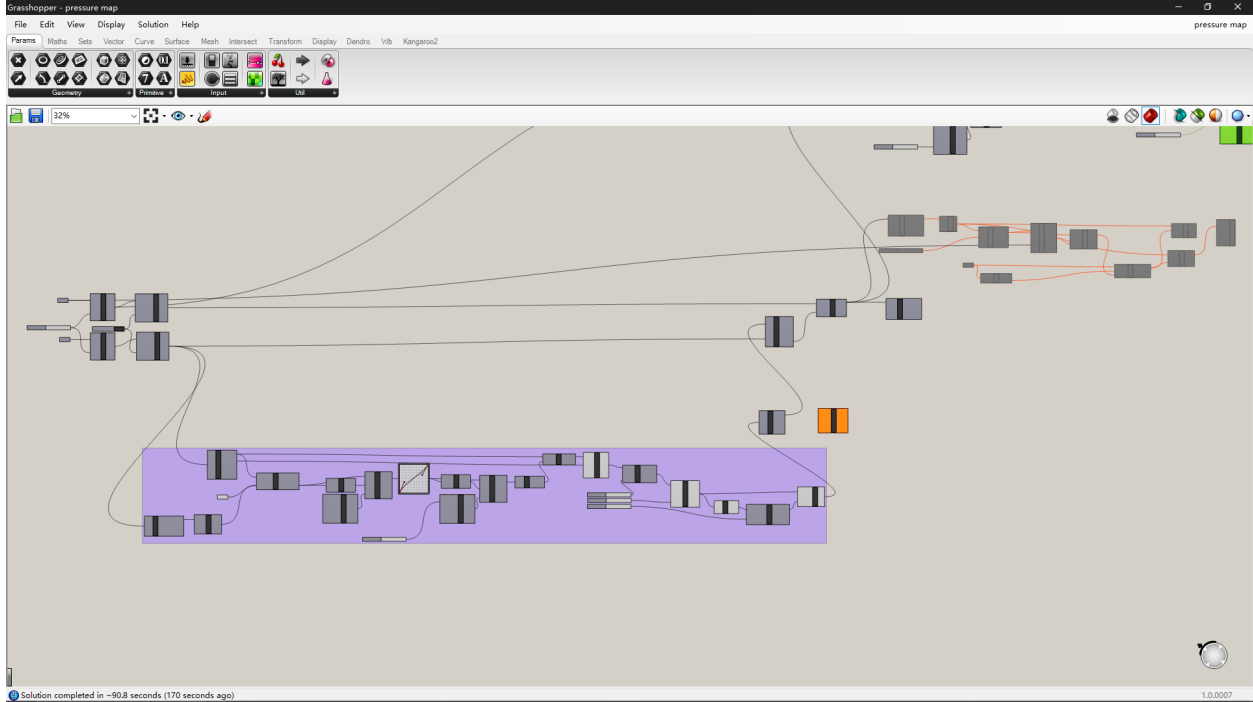 Grasshopper - pressure map
File Edit View Display Solution Help pressure map
Params Maths Sets Vector Curve Surface Mesh Intersect Transform Display Dendro Wb Kangaroo2
Geometry Primitive Input Util
32%
Solution completed in ~90.8 seconds (170 seconds ago) 1.0.0007